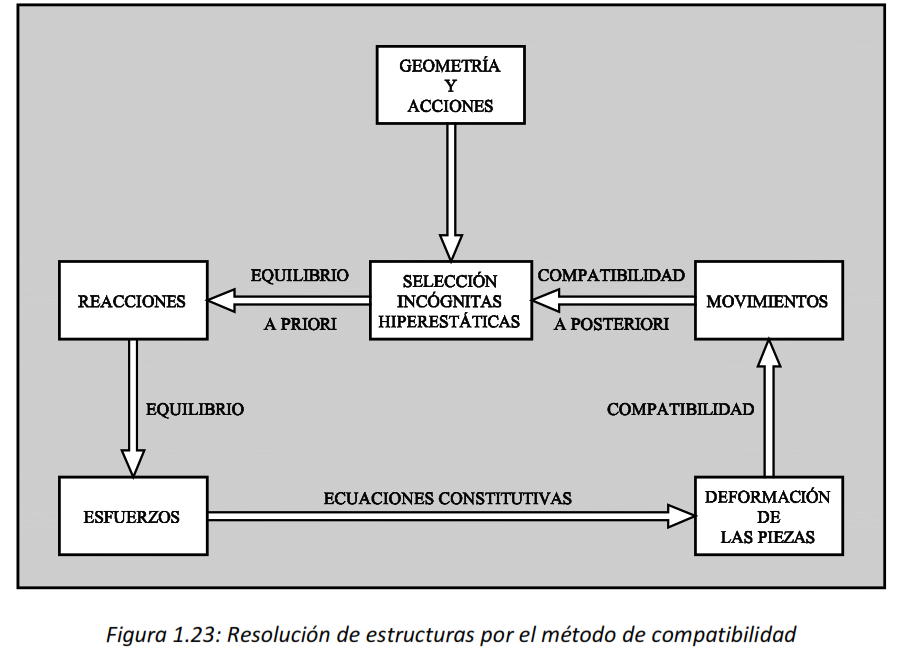 GEOMETRÍA
Y
ACCIONES
EQUILIBRIO
COMPATIBILIDAD
REACCIONES
SELECCIÓN
INCÓGNITAS
HIPERESTÁTICAS
MOVIMIENTOS
A PRIORI
A POSTERIORI
EQUILIBRIO
COMPATIBILIDAD
ESFUERZOS
ECUACIONES CONSTITUTIVAS
DEFORMACIÓN
DE
LAS PIEZAS
Figura 1.23: Resolución de estructuras por el método de compatibilidad